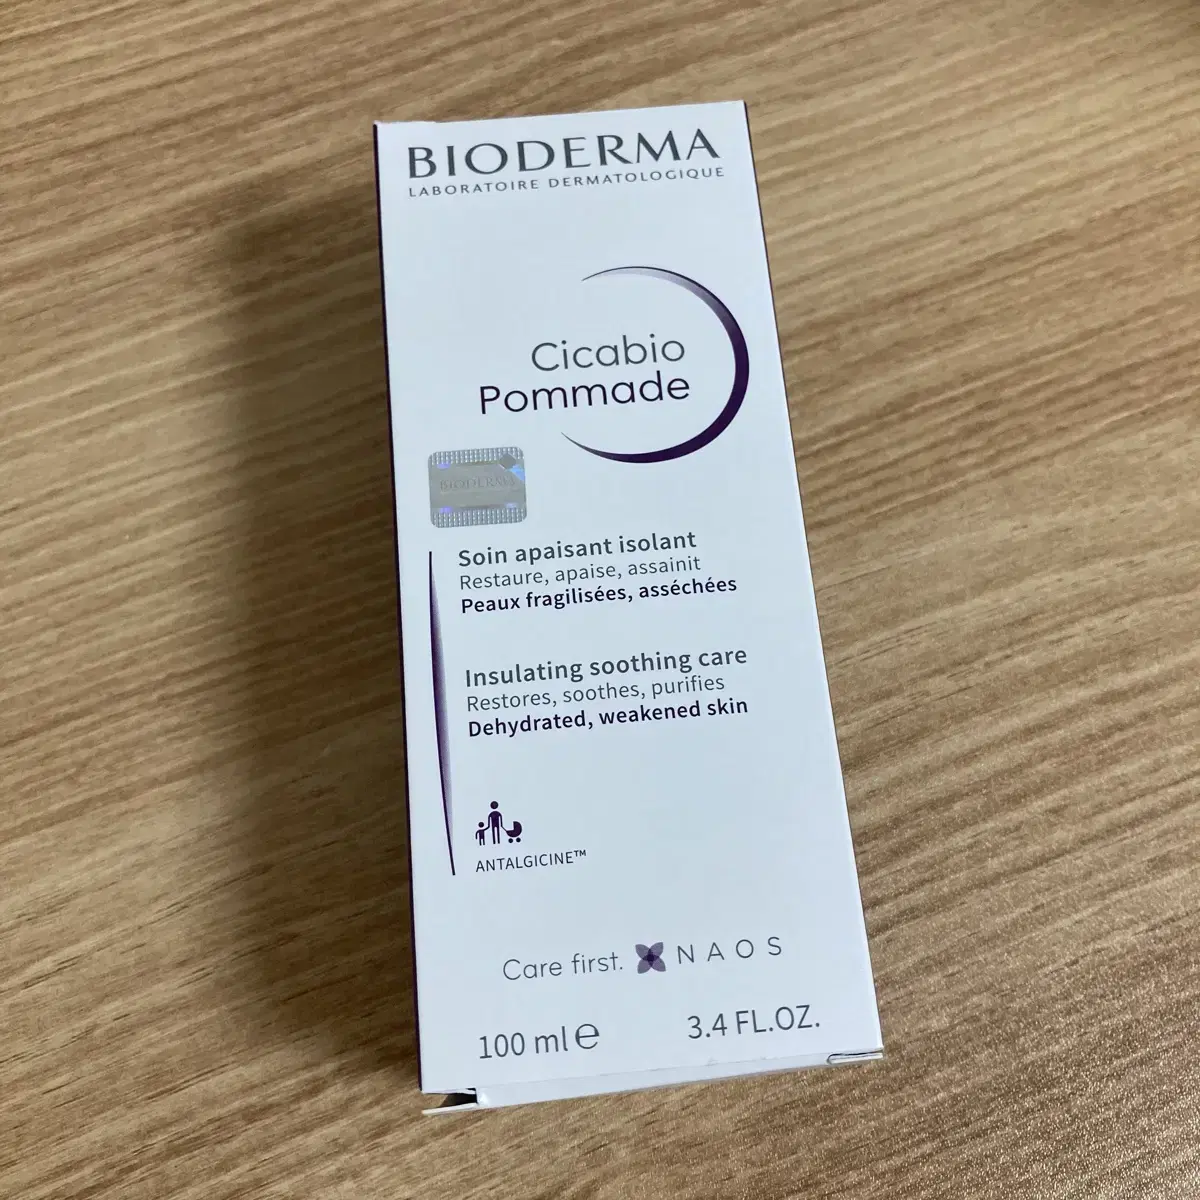 BIODERMA
LABORATOIRE DERMATOLOGIQUE
Cicabio
Pommade
BIODERMA
Soin apaisant isolant
Restaure, apaise, assainit
Peaux fragilisées, asséchées
Insulating soothing care
Restores, soothes, purifies
Dehydrated, weakened skin
ANTALGICINE™
Care first. NAOS
100 ml ℮ 3.4 FL.OZ.